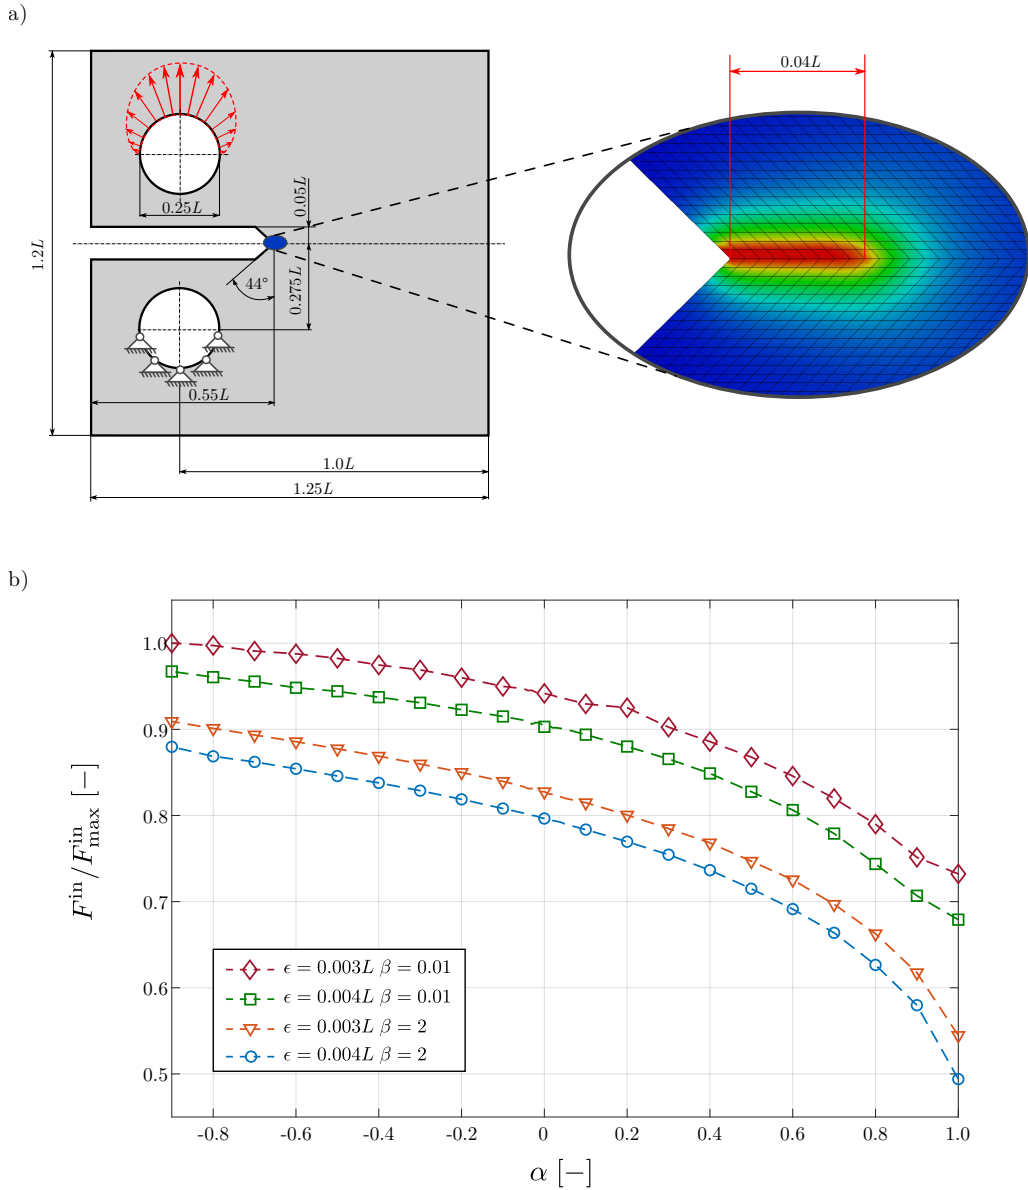 a)
0.04L
0.25L
0.05L
1.2L
44°
0.275L
0.55L
1.0L
1.25L
b)
1.0
0.9
0.8
0.7
0.6
0.5
F^in/F^in_max [−]
ϵ = 0.003L β = 0.01
ϵ = 0.004L β = 0.01
ϵ = 0.003L β = 2
ϵ = 0.004L β = 2
-0.8 -0.6 -0.4 -0.2 0 0.2 0.4 0.6 0.8 1.0
α [−]